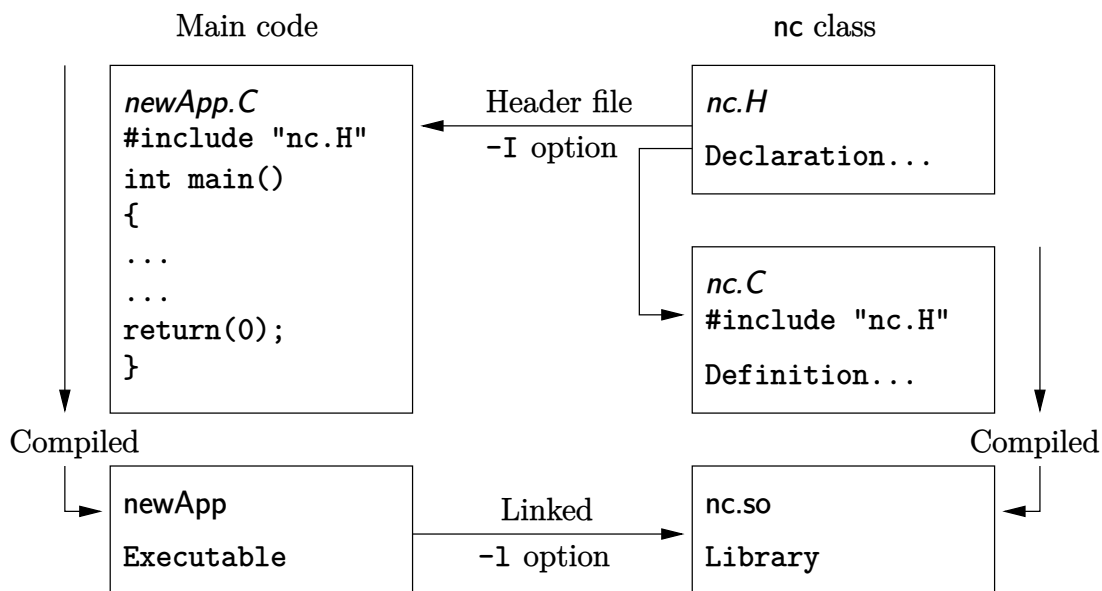 Main code
nc class
newApp.C
#include "nc.H"
int main()
{
...
...
return(0);
}
Header file
-I option
nc.H
Declaration...
nc.C
#include "nc.H"
Definition...
Compiled
Compiled
newApp
Executable
Linked
-l option
nc.so
Library